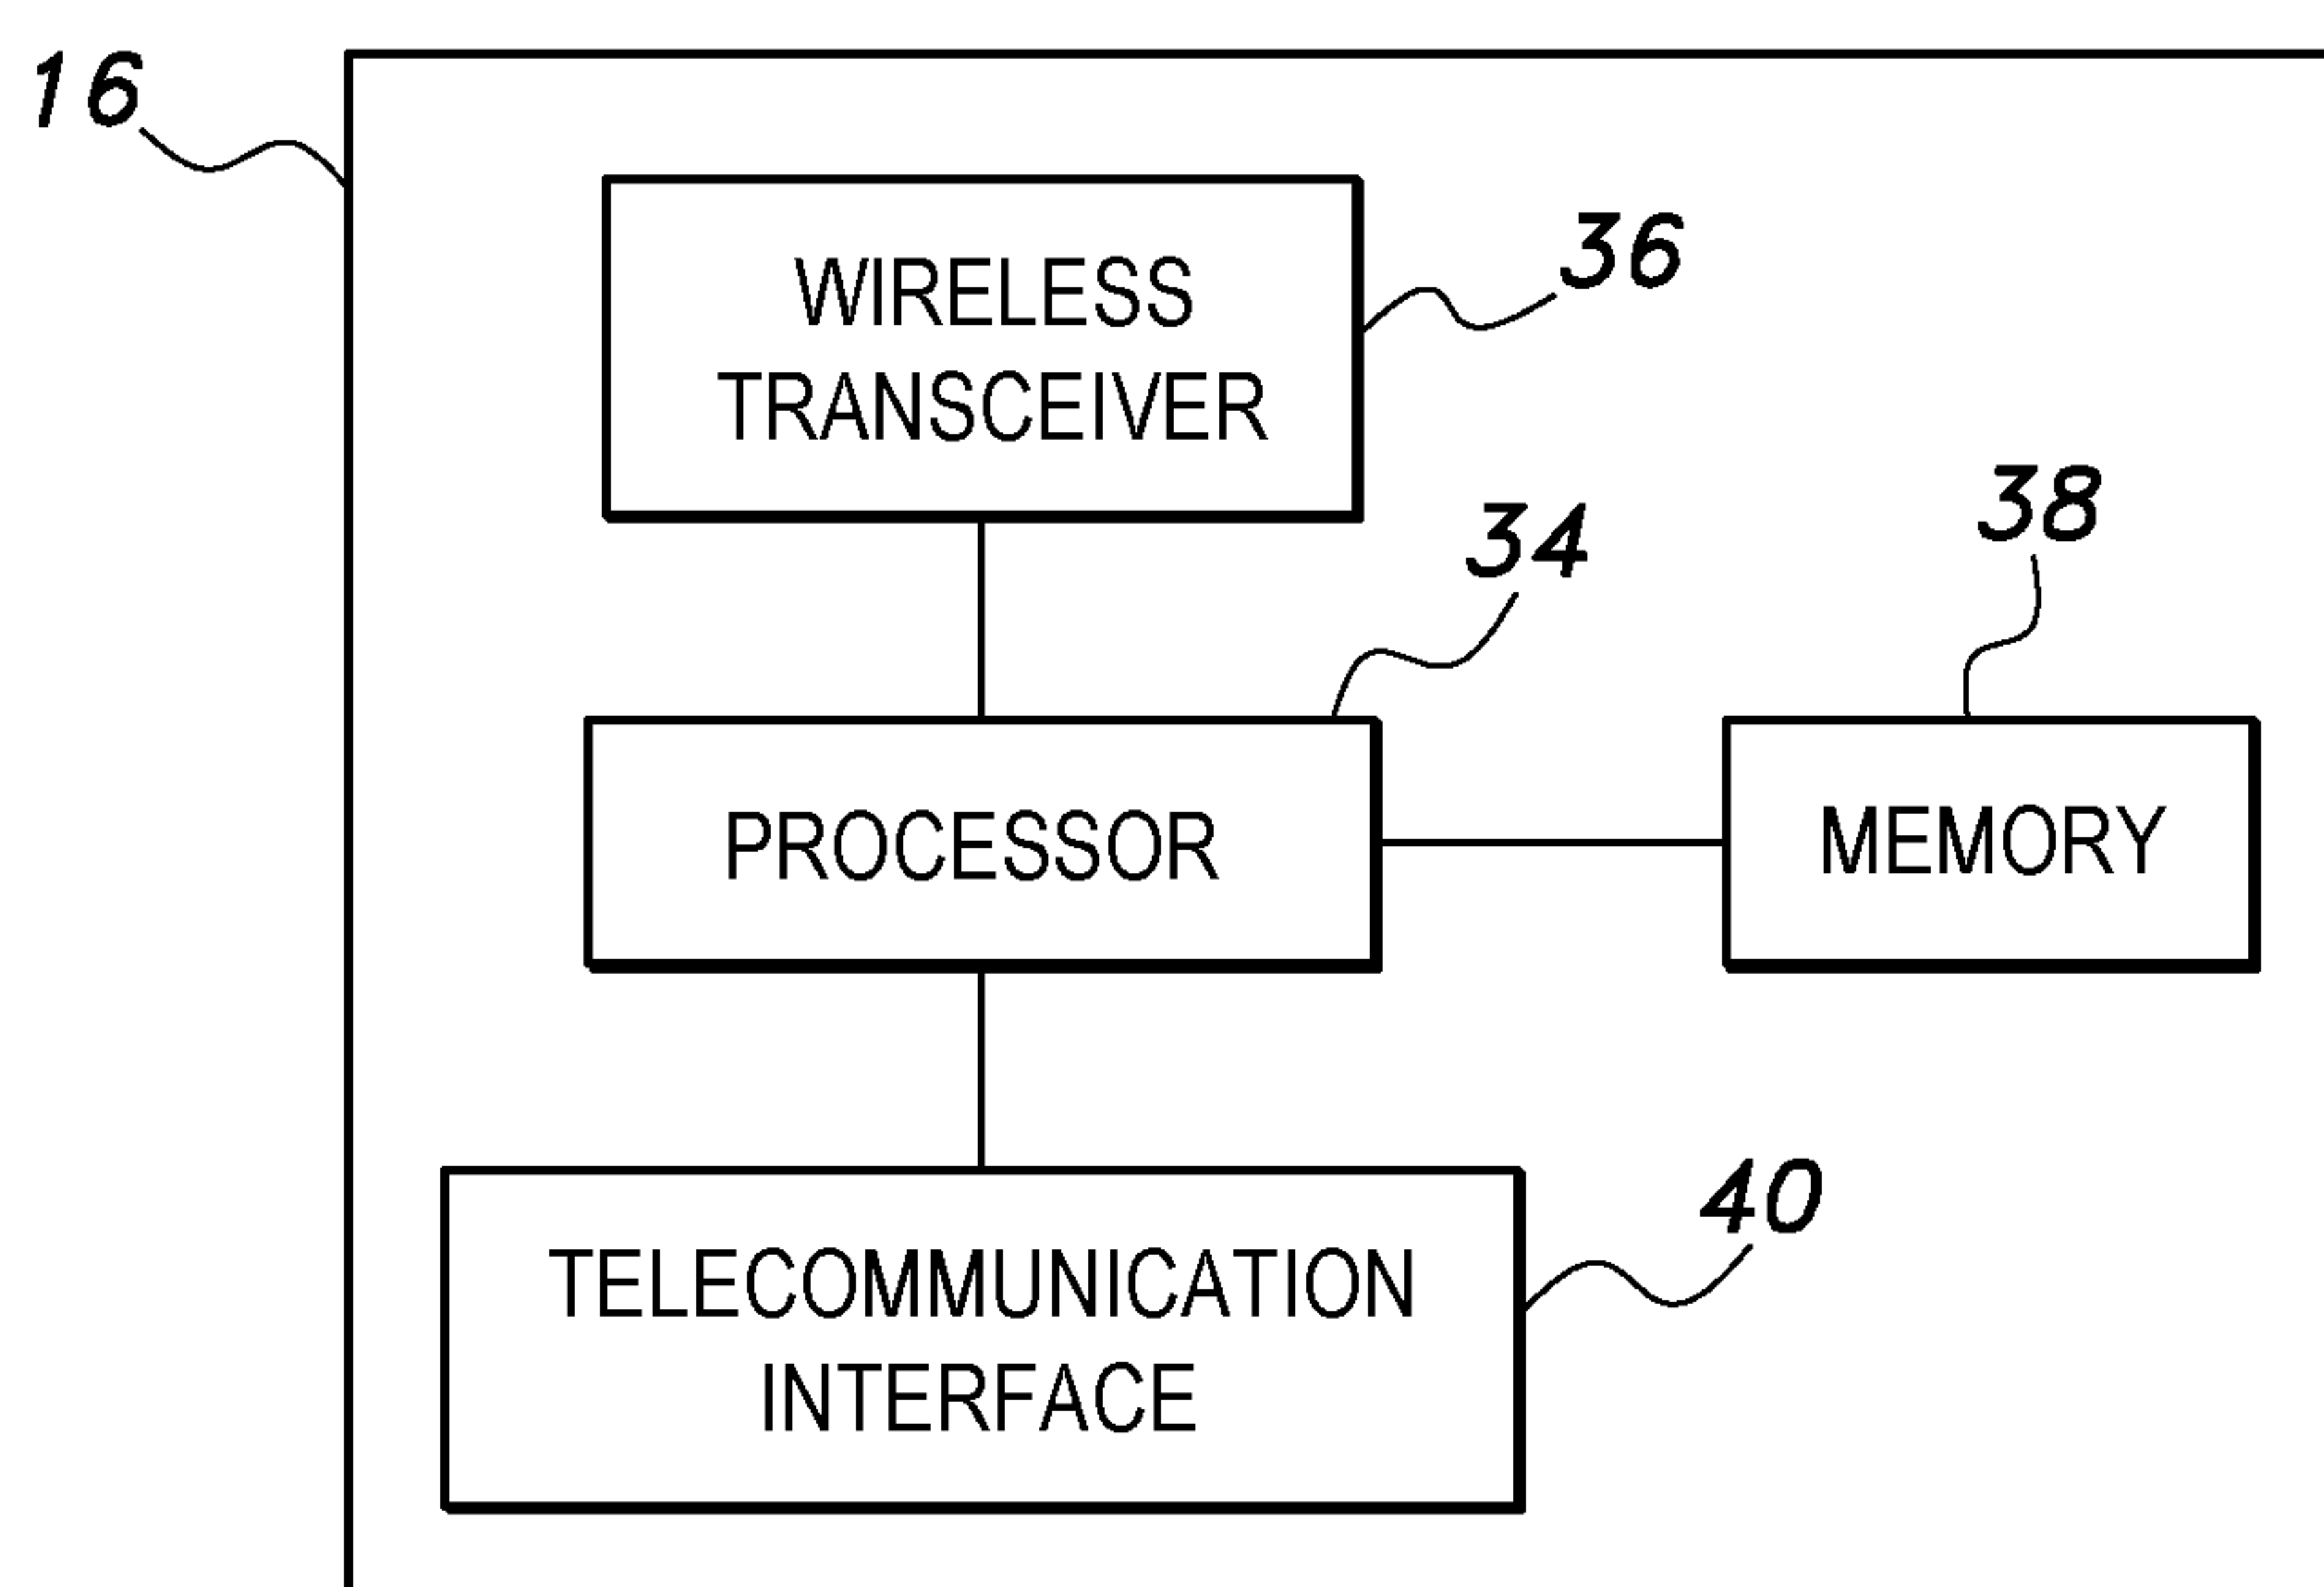 16
WIRELESS
TRANSCEIVER
36
34
38
PROCESSOR
MEMORY
40
TELECOMMUNICATION
INTERFACE